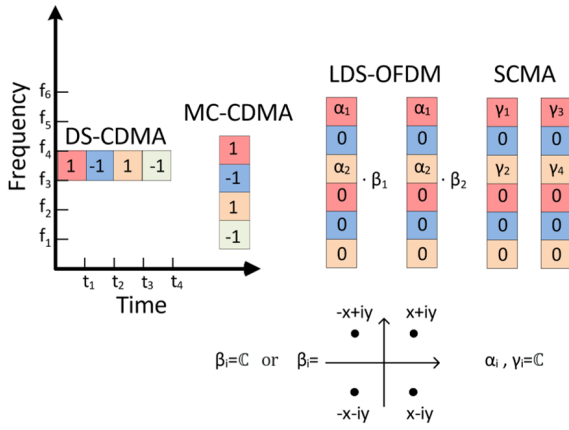 Frequency
f₆
f₅
f₄
f₃
f₂
f₁
DS-CDMA
1 -1 1 -1
t₁ t₂ t₃ t₄
Time
MC-CDMA
1
-1
1
-1
LDS-OFDM
α₁ α₁
0 0
α₂ · β₁ α₂ · β₂
0 0
0 0
0 0
SCMA
γ₁ γ₃
0 0
γ₂ γ₄
0 0
0 0
0 0
-x+iy x+iy
βᵢ=ℂ or βᵢ=
-x-iy x-iy
αᵢ , γᵢ=ℂ